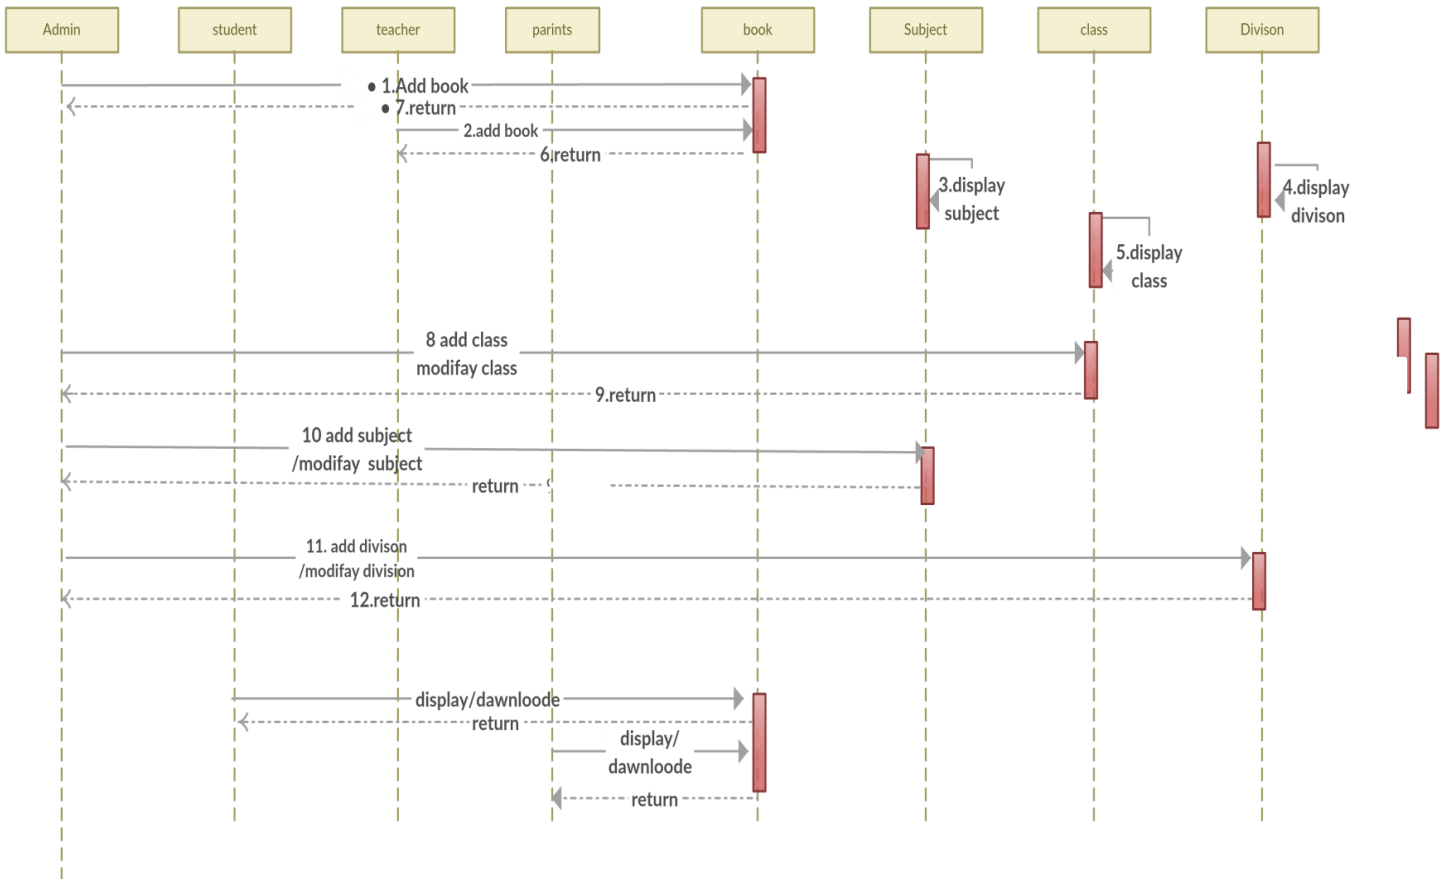 Admin
student
teacher
parints
book
Subject
class
Divison
• 1.Add book
• 7.return
2.add book
6.return
3.display
subject
4.display
divison
5.display
class
8 add class
modifay class
9.return
10 add subject
/modifay subject
return
11. add divison
/modifay division
12.return
display/dawnloode
return
display/
dawnloode
return